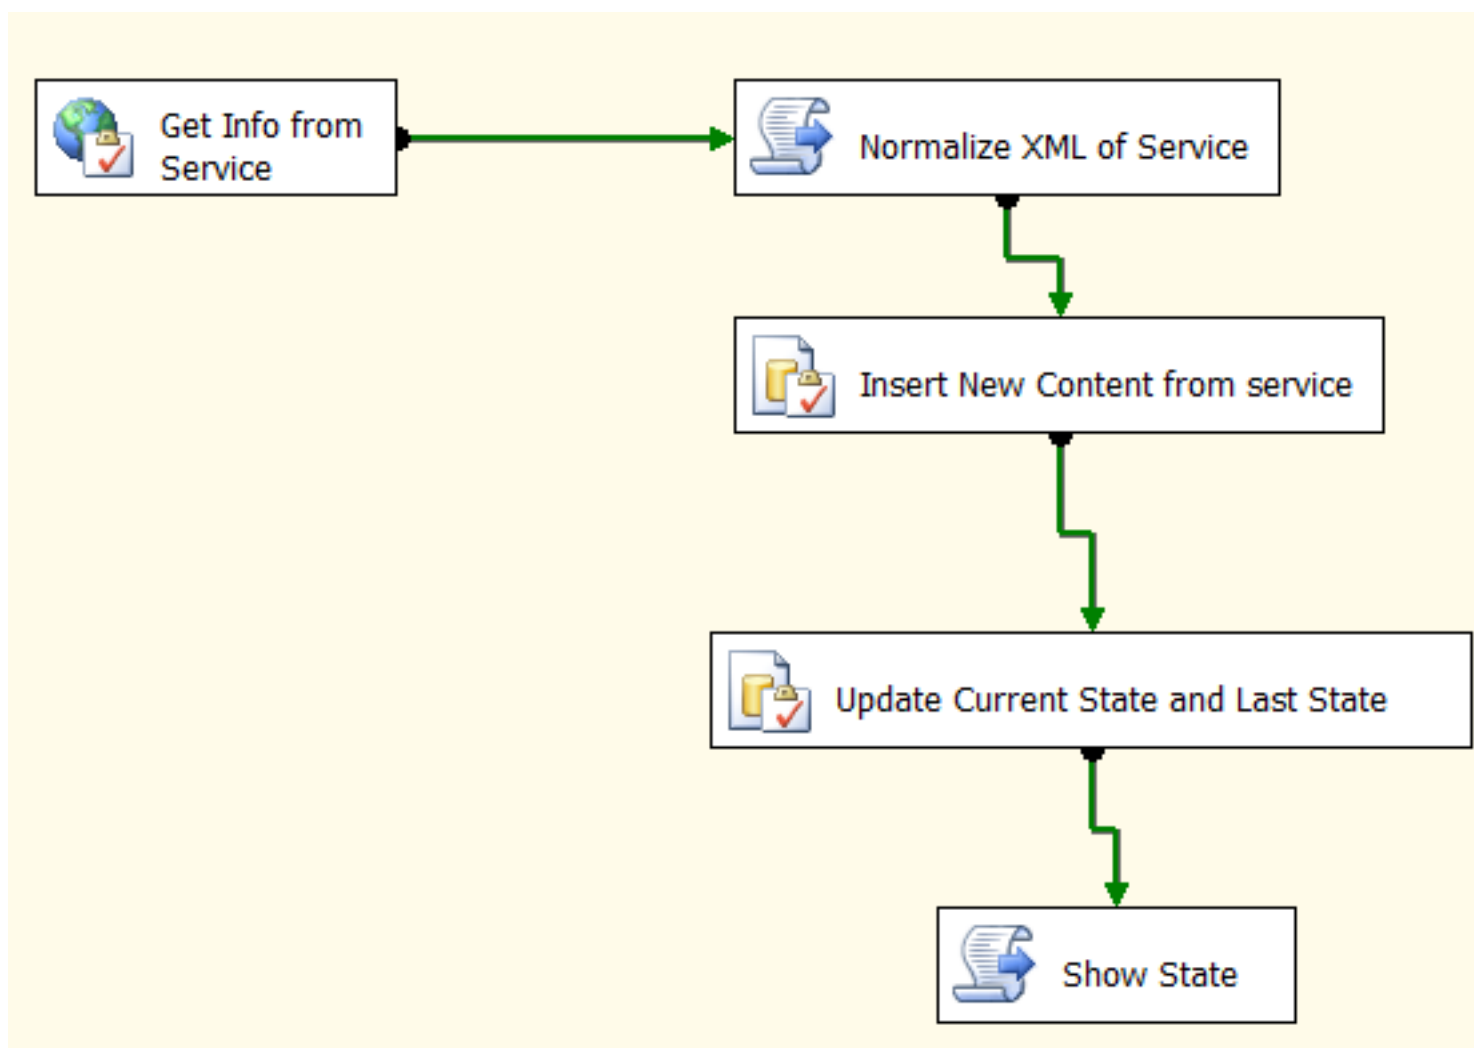 Get Info from
Service
Normalize XML of Service
Insert New Content from service
Update Current State and Last State
Show State